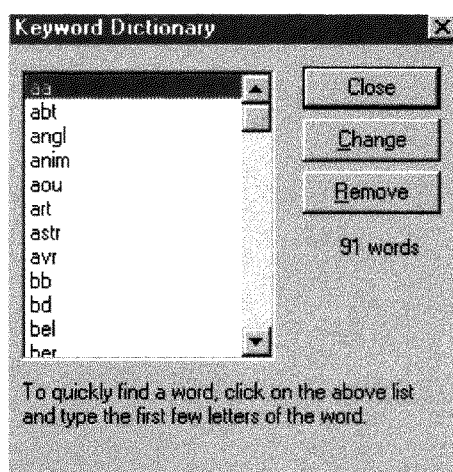 Keyword Dictionary
aa
abt
angl
anim
aou
art
astr
avr
bb
bd
bel
ber
Close
Change
Remove
91 words
To quickly find a word, click on the above list
and type the first few letters of the word.